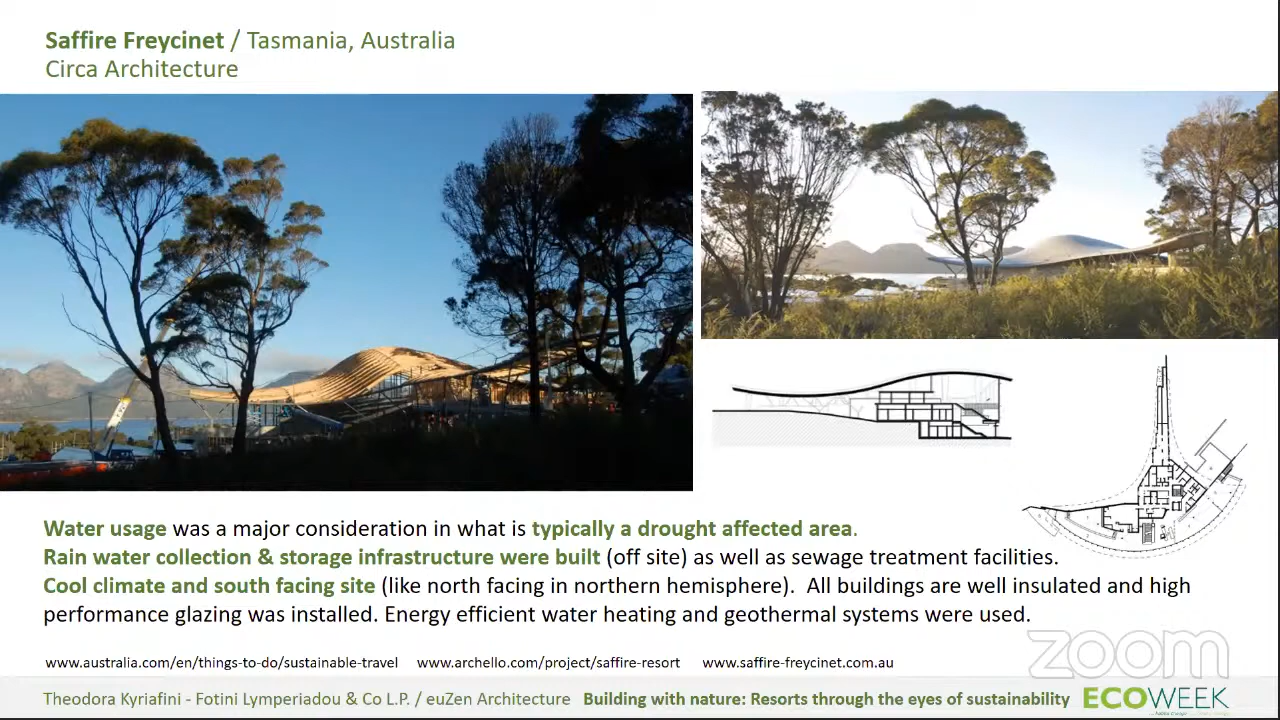 Saffire Freycinet / Tasmania, Australia
Circa Architecture
Water usage was a major consideration in what is typically a drought affected area.
Rain water collection & storage infrastructure were built (off site) as well as sewage treatment facilities.
Cool climate and south facing site (like north facing in northern hemisphere).  All buildings are well insulated and high
performance glazing was installed. Energy efficient water heating and geothermal systems were used.
zoom
www.australia.com/en/things-to-do/sustainable-travel www.archello.com/project/saffire-resort www.saffire-freycinet.com.au
Theodora Kyriafini - Fotini Lymperiadou & Co L.P. / euZen Architecture Building with nature: Resorts through the eyes of sustainability ECOWEEK